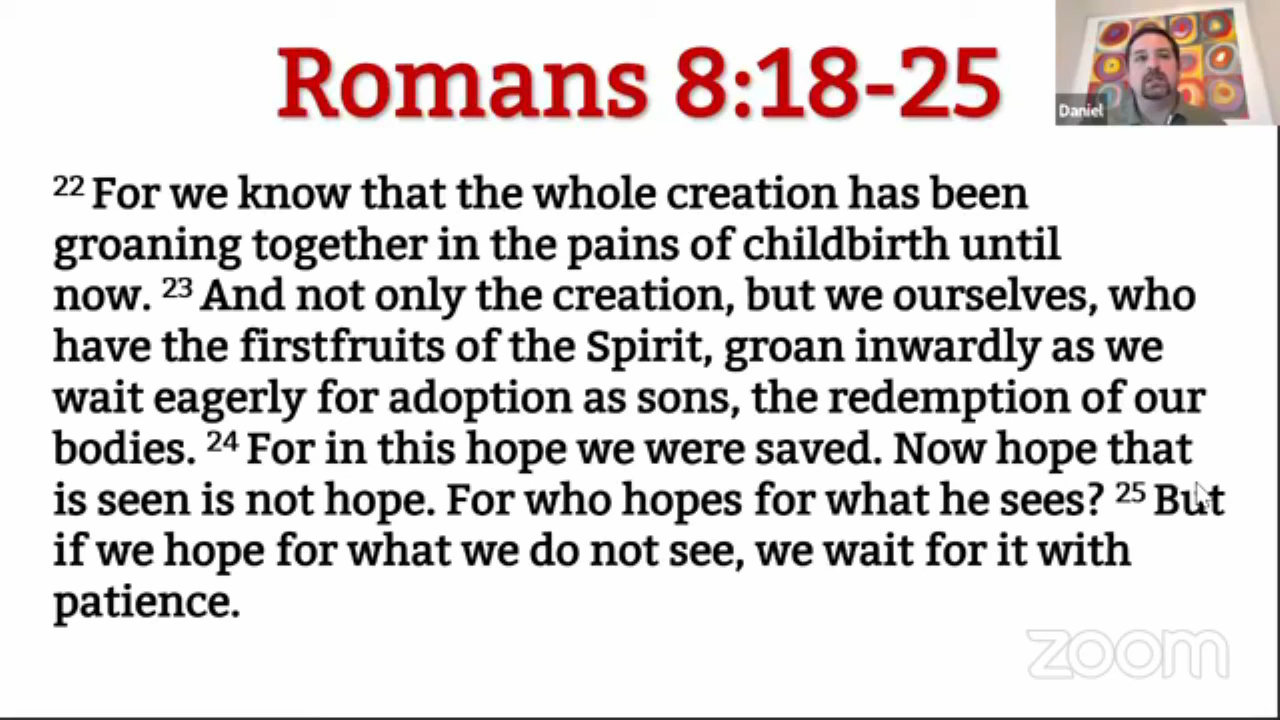 Romans 8:18-25
Daniel
22 For we know that the whole creation has been
groaning together in the pains of childbirth until
now. 23 And not only the creation, but we ourselves, who
have the firstfruits of the Spirit, groan inwardly as we
wait eagerly for adoption as sons, the redemption of our
bodies. 24 For in this hope we were saved. Now hope that
is seen is not hope. For who hopes for what he sees? 25 But
if we hope for what we do not see, we wait for it with
patience.
zoom